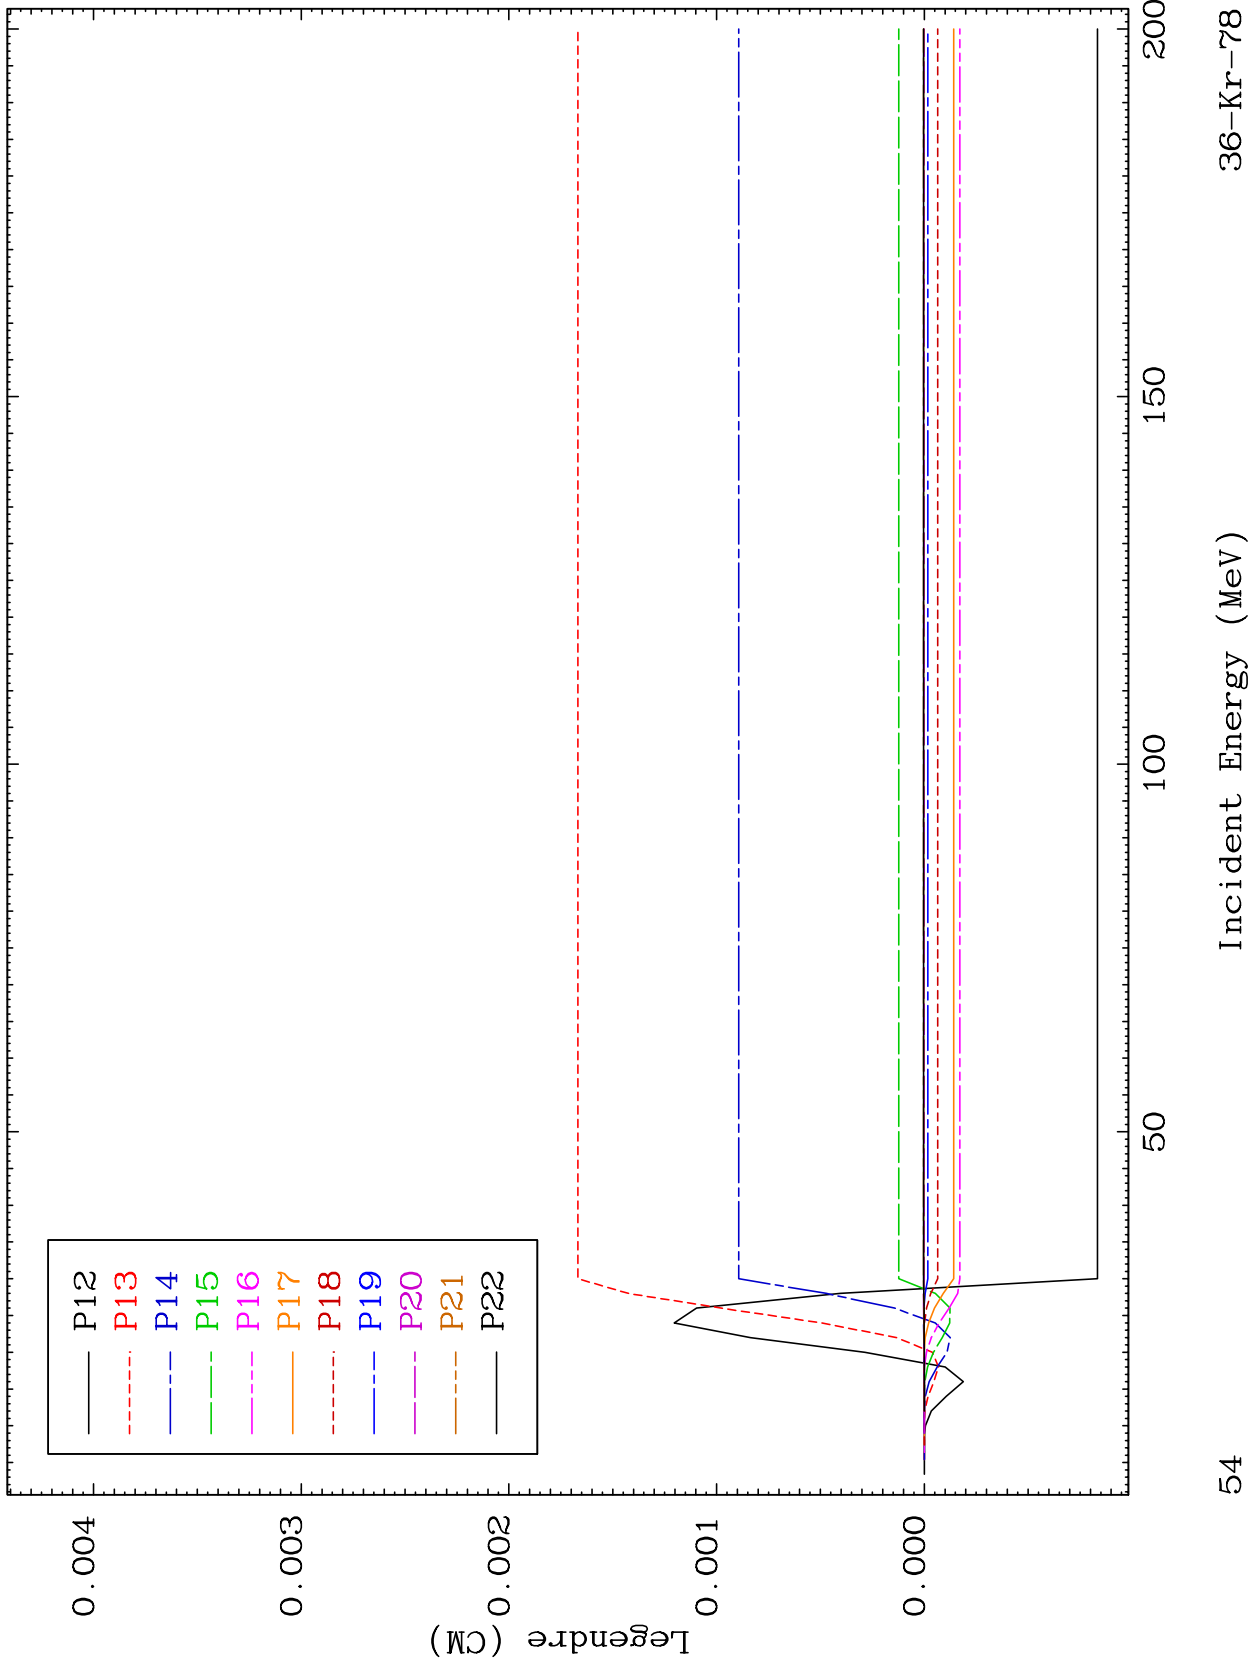 P12
P13
P14
P15
P16
P17
P18
P19
P20
P21
P22
0.004
0.003
0.002
0.001
0.000
Legendre (CM)
50
100
150
200
Incident Energy (MeV)
54
36-Kr-78